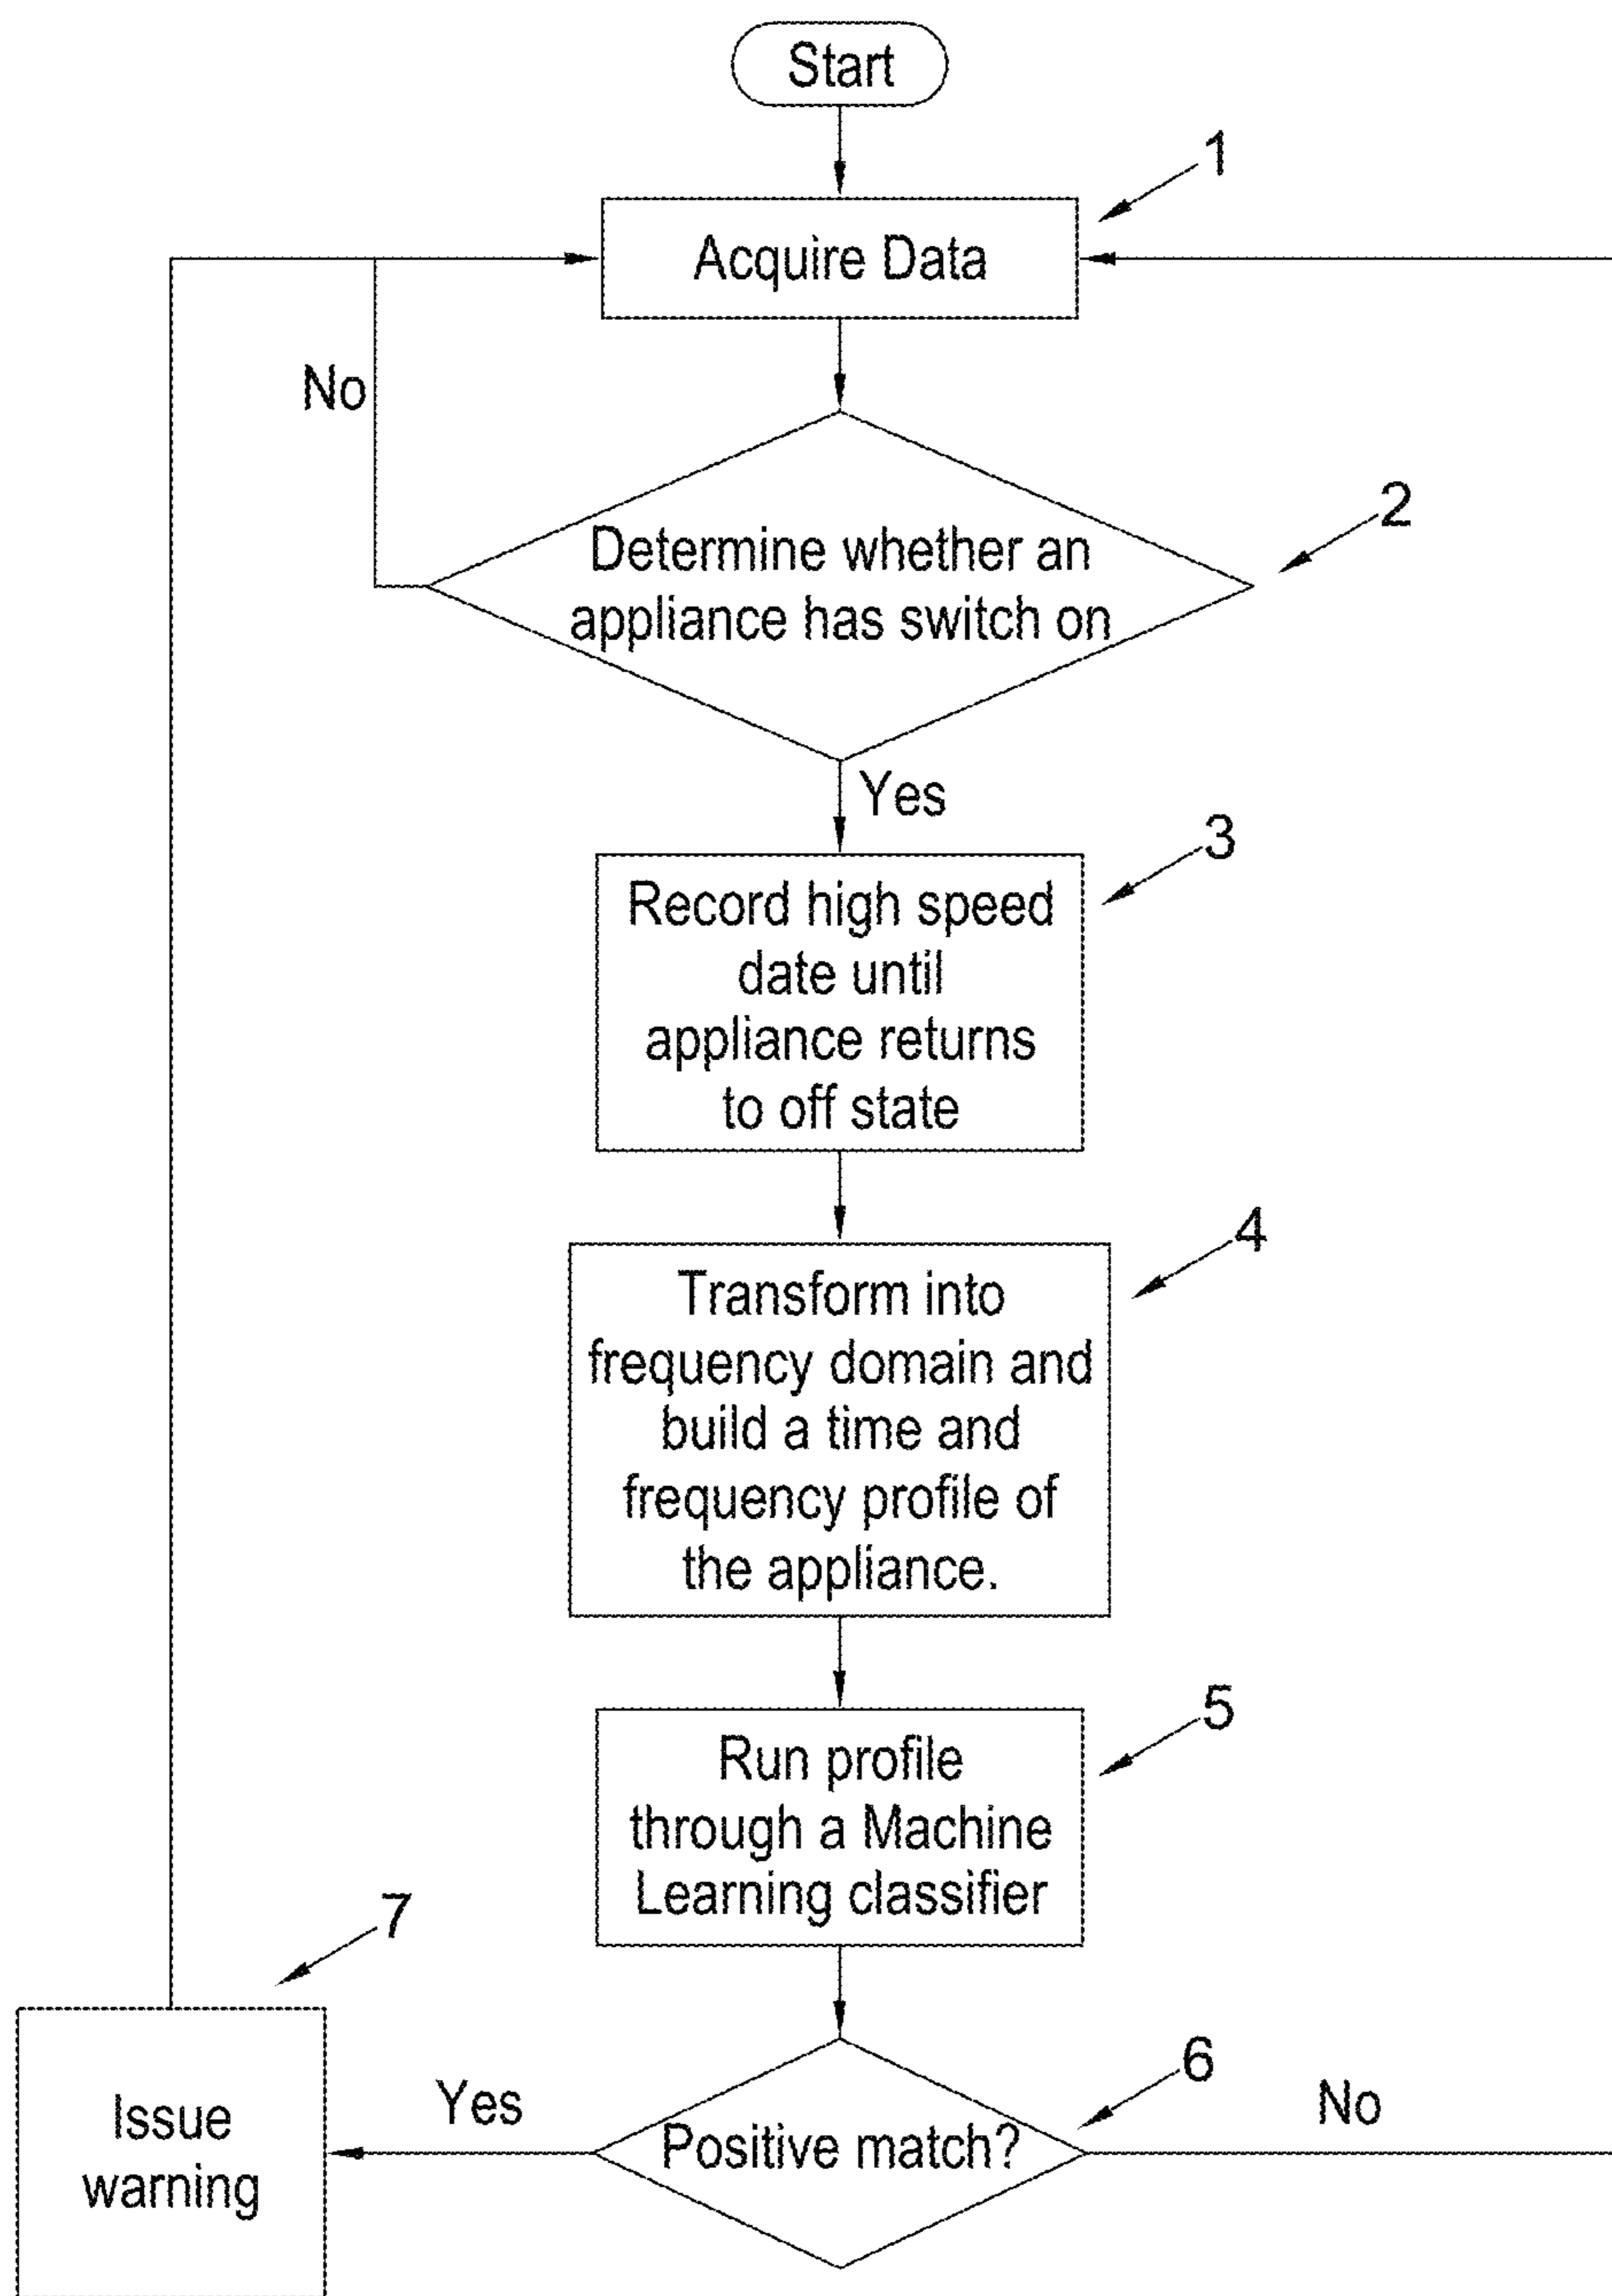 Start
1
Acquire Data
No
2
Determine whether an
appliance has switch on
Yes
3
Record high speed
date until
appliance returns
to off state
4
Transform into
frequency domain and
build a time and
frequency profile of
the appliance.
5
Run profile
through a Machine
Learning classifier
7
6
Issue
warning
Yes
Positive match?
No